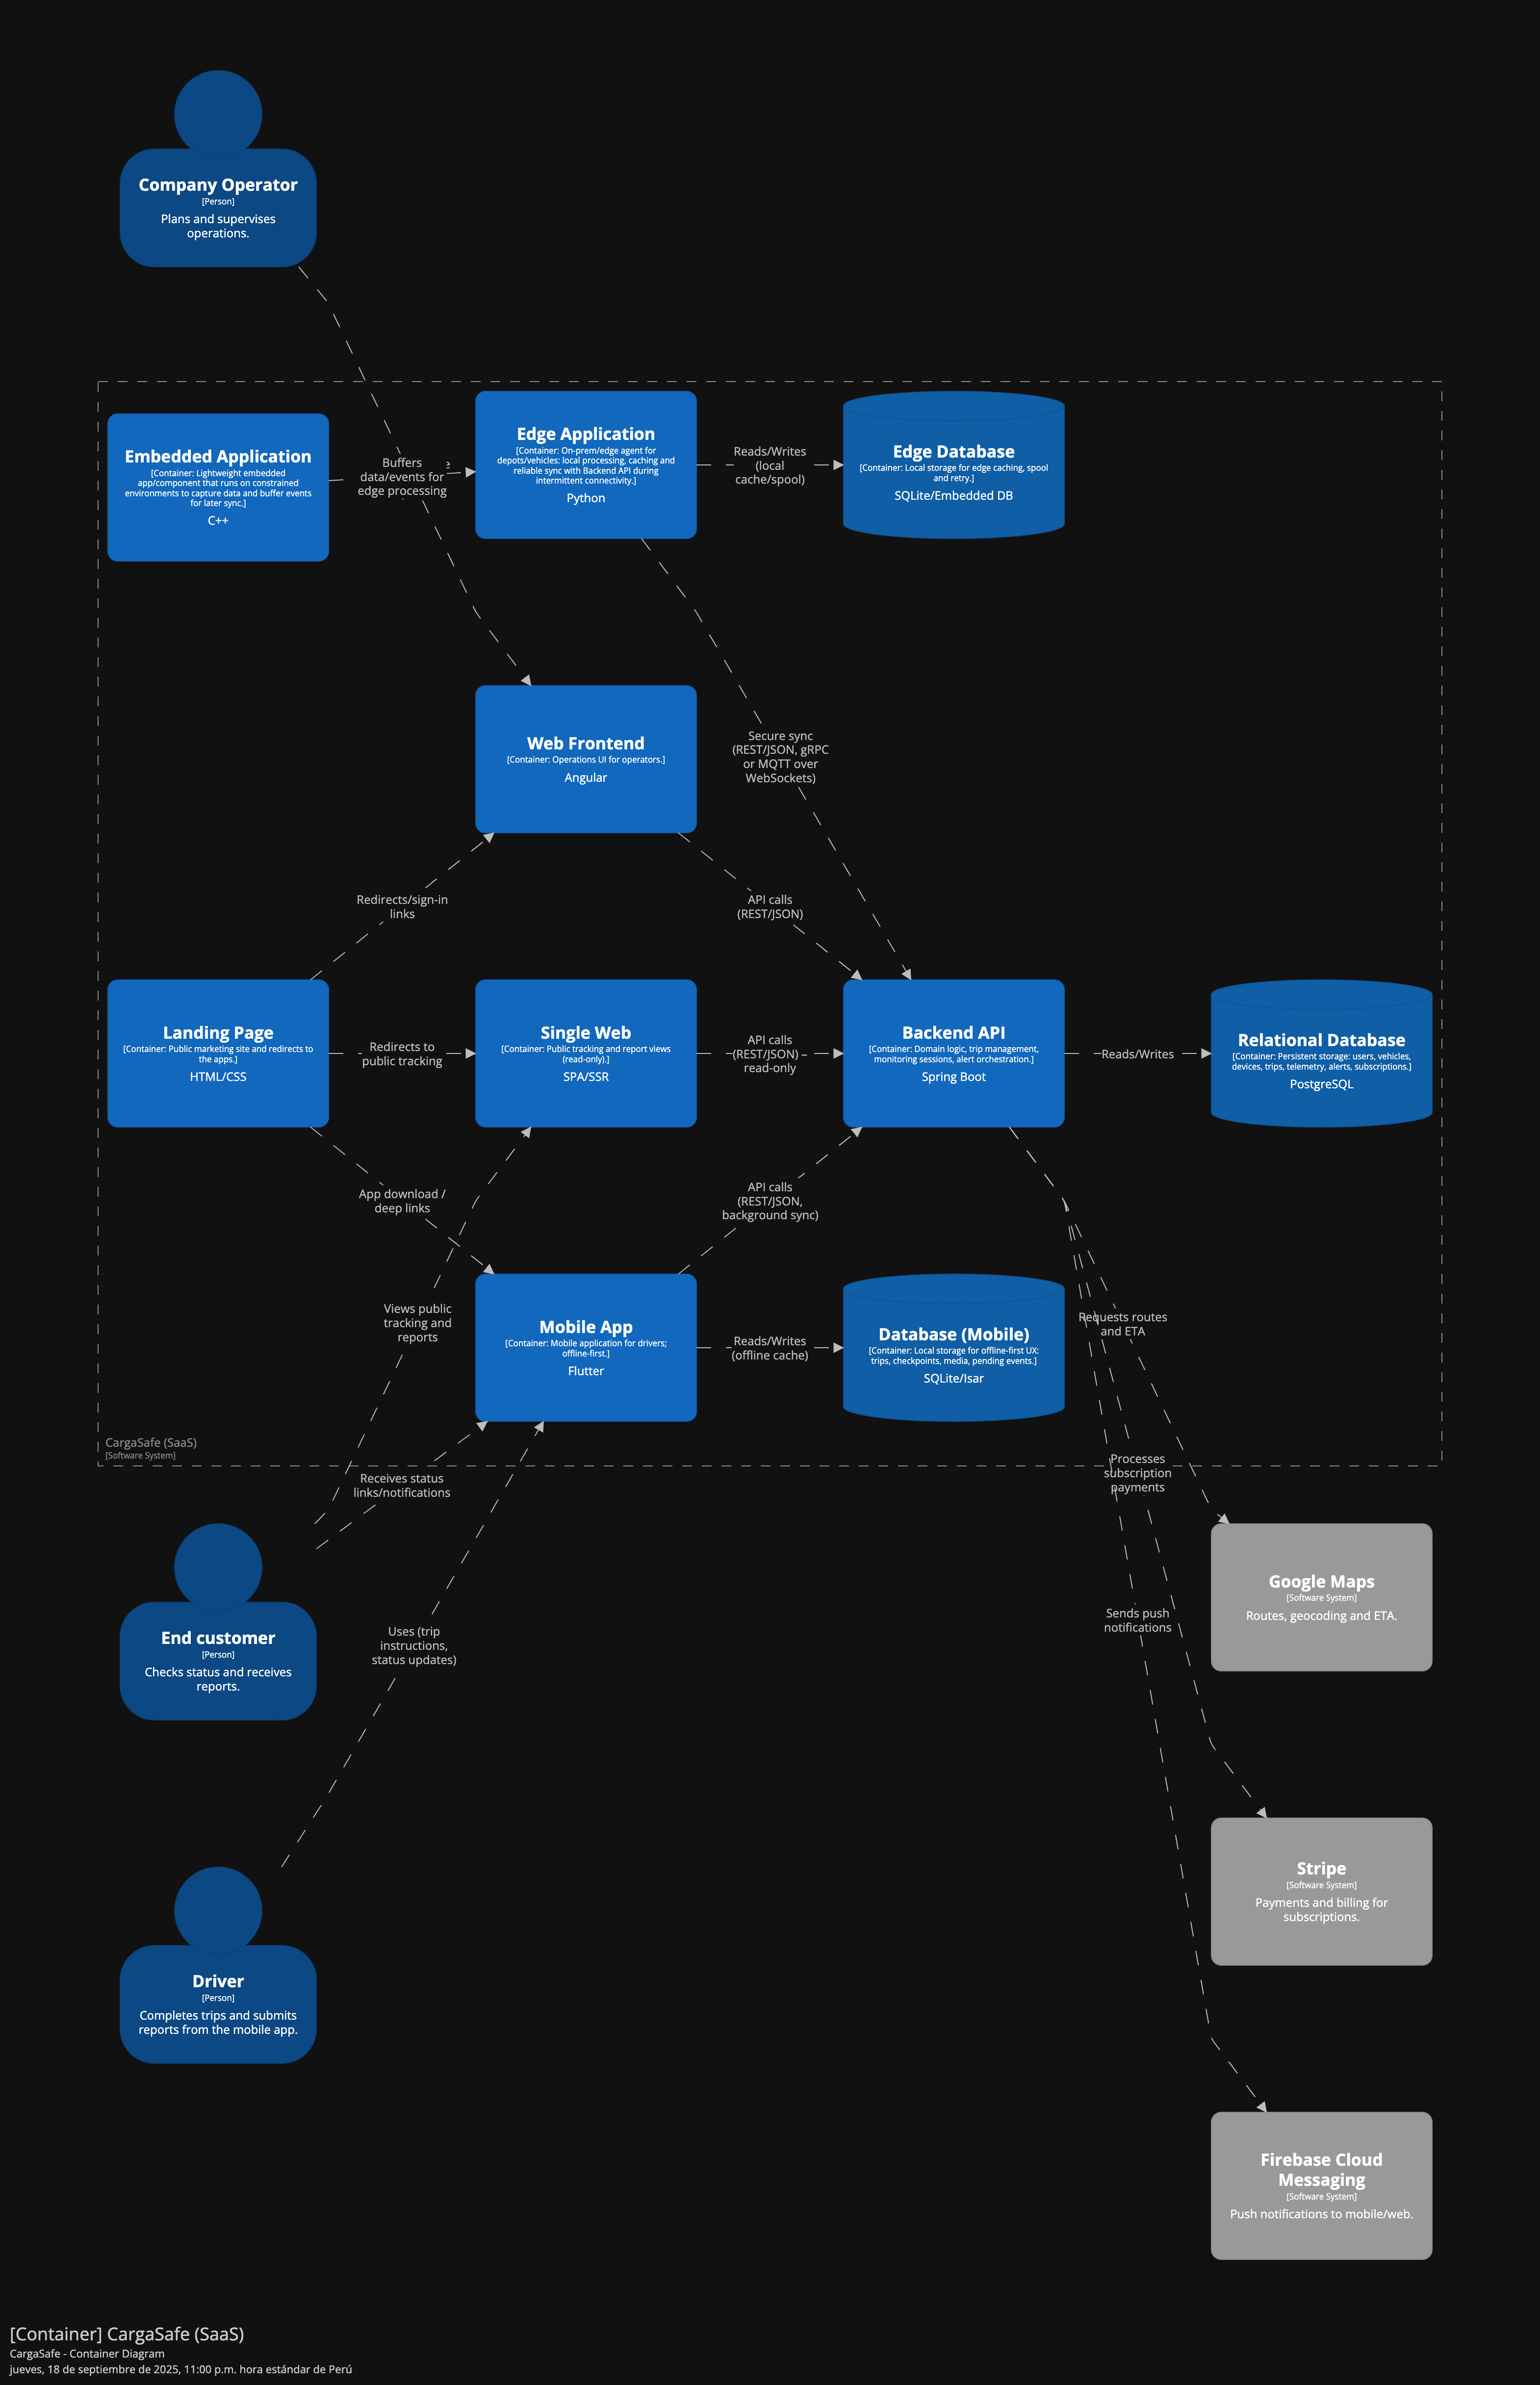 Company Operator
[Person]
Plans and supervises
operations.
Embedded Application
[Container: Lightweight embedded
app/component that runs on constrained
environments to capture data and buffer events
for later sync.]
C++
Buffers
data/events for
edge processing
Edge Application
[Container: On-prem/edge agent for
depots/vehicles: local processing, caching and
reliable sync with Backend API during
intermittent connectivity.]
Python
Reads/Writes
(local
cache/spool)
Edge Database
[Container: Local storage for edge caching, spool
and retry.]
SQLite/Embedded DB
Web Frontend
[Container: Operations UI for operators.]
Angular
Secure sync
(REST/JSON, gRPC
or MQTT over
WebSockets)
Redirects/sign-in
links
API calls
(REST/JSON)
Landing Page
[Container: Public marketing site and redirects to
the apps.]
HTML/CSS
Redirects to
public tracking
Single Web
[Container: Public tracking and report views
(read-only).]
SPA/SSR
API calls
(REST/JSON) –
read-only
Backend API
[Container: Domain logic, trip management,
monitoring sessions, alert orchestration.]
Spring Boot
Reads/Writes
Relational Database
[Container: Persistent storage: users, vehicles,
devices, trips, telemetry, alerts, subscriptions.]
PostgreSQL
App download /
deep links
API calls
(REST/JSON,
background sync)
Views public
tracking and
reports
Mobile App
[Container: Mobile application for drivers;
offline-first.]
Flutter
Reads/Writes
(offline cache)
Database (Mobile)
[Container: Local storage for offline-first UX:
trips, checkpoints, media, pending events.]
SQLite/Isar
Requests routes
and ETA
CargaSafe (SaaS)
[Software System]
Receives status
links/notifications
Processes
subscription
payments
End customer
[Person]
Checks status and receives
reports.
Uses (trip
instructions,
status updates)
Sends push
notifications
Google Maps
[Software System]
Routes, geocoding and ETA.
Stripe
[Software System]
Payments and billing for
subscriptions.
Driver
[Person]
Completes trips and submits
reports from the mobile app.
Firebase Cloud
Messaging
[Software System]
Push notifications to mobile/web.
[Container] CargaSafe (SaaS)
CargaSafe - Container Diagram
jueves, 18 de septiembre de 2025, 11:00 p.m. hora estándar de Perú